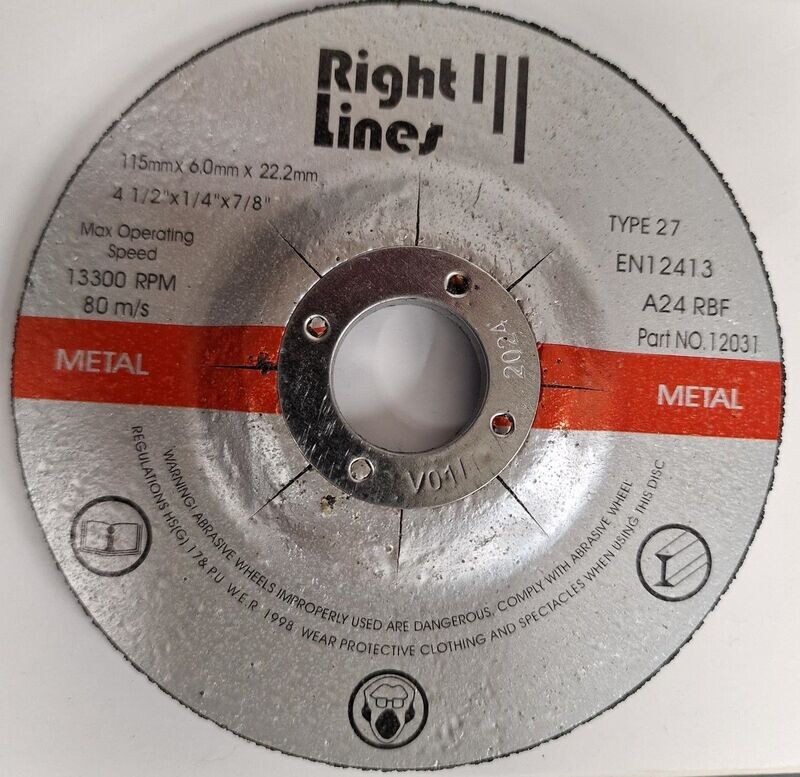 Right
Lines
115mm x 6.0mm x 22.2mm
4 1/2"x1/4"x7/8"
Max Operating
Speed
13300 RPM
80 m/s
TYPE 27
EN12413
A24 RBF
Part NO.12031
METAL
METAL
2024
V01/
WARNING! ABRASIVE WHEELS IMPROPERLY USED ARE DANGEROUS, COMPLY WITH ABRASIVE WHEEL
REGULATIONS HS(G) 17& P.U W.E.R 1998 WEAR PROTECTIVE CLOTHING AND SPECTACLES WHEN USING THIS DISC